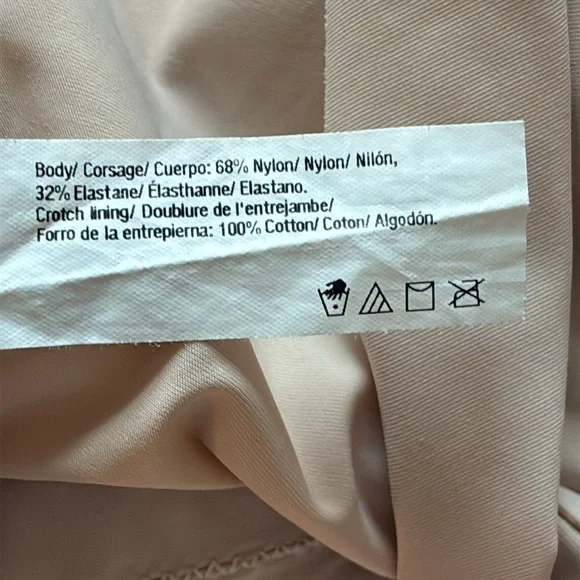 Body/ Corsage/ Cuerpo: 68% Nylon/ Nylon/ Nilón,
32% Elastane/ Élasthanne/ Elastano.
Crotch lining/ Doublure de l'entrejambe/
Forro de la entrepierna: 100% Cotton/ Coton/ Algodón.